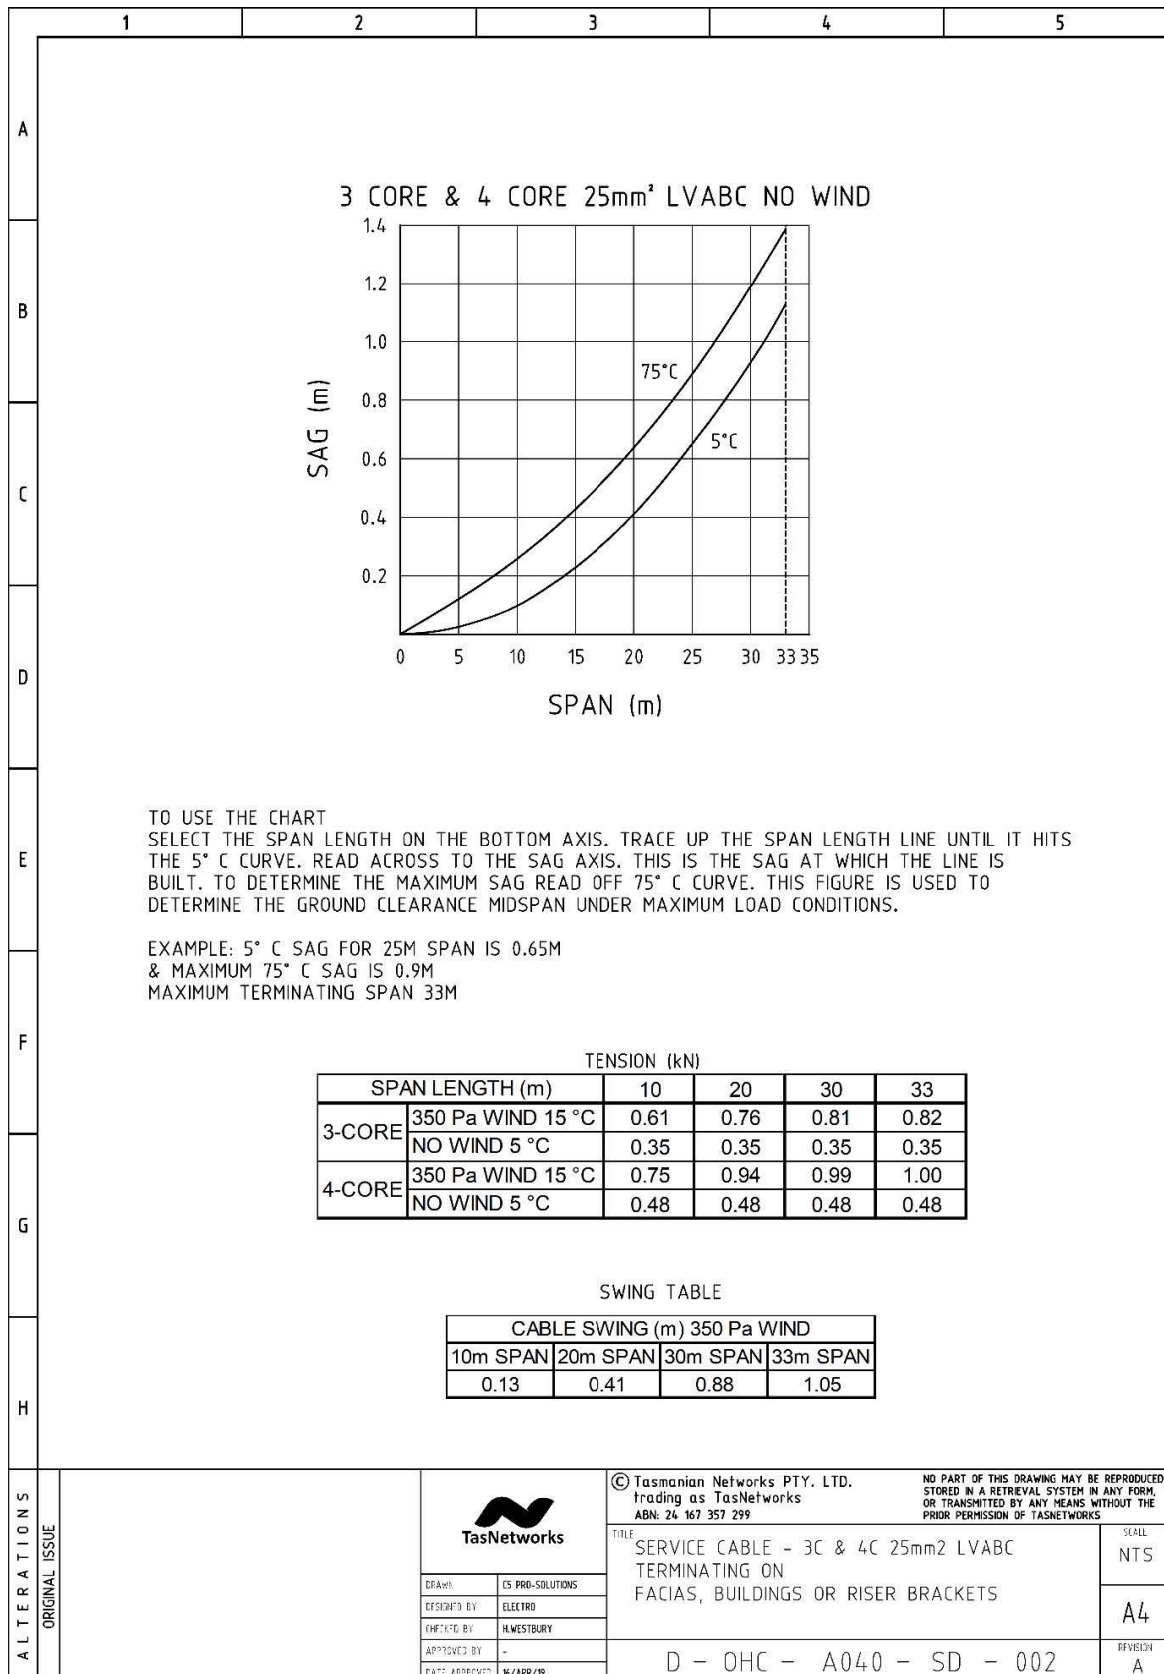 1 2 3 4 5
A
B
C
D
E
F
G
H
3 CORE & 4 CORE 25mm² LVABC NO WIND
1.4
1.2
1.0
0.8
0.6
0.4
0.2
SAG (m)
75°C
5°C
0 5 10 15 20 25 30 33 35
SPAN (m)
TO USE THE CHART
SELECT THE SPAN LENGTH ON THE BOTTOM AXIS. TRACE UP THE SPAN LENGTH LINE UNTIL IT HITS
THE 5° C CURVE. READ ACROSS TO THE SAG AXIS. THIS IS THE SAG AT WHICH THE LINE IS
BUILT. TO DETERMINE THE MAXIMUM SAG READ OFF 75° C CURVE. THIS FIGURE IS USED TO
DETERMINE THE GROUND CLEARANCE MIDSPAN UNDER MAXIMUM LOAD CONDITIONS.
EXAMPLE: 5° C SAG FOR 25M SPAN IS 0.65M
& MAXIMUM 75° C SAG IS 0.9M
MAXIMUM TERMINATING SPAN 33M
TENSION (kN)
SPAN LENGTH (m) 10 20 30 33
3-CORE 350 Pa WIND 15 °C 0.61 0.76 0.81 0.82
NO WIND 5 °C 0.35 0.35 0.35 0.35
4-CORE 350 Pa WIND 15 °C 0.75 0.94 0.99 1.00
NO WIND 5 °C 0.48 0.48 0.48 0.48
SWING TABLE
CABLE SWING (m) 350 Pa WIND
10m SPAN 20m SPAN 30m SPAN 33m SPAN
0.13 0.41 0.88 1.05
ALTERATIONS
ORIGINAL ISSUE
TasNetworks
DRAWN C5 PRO-SOLUTIONS
DESIGNED BY ELECTRO
CHECKED BY H.WESTBURY
APPROVED BY -
DATE APPROVED 16/APR/19
© Tasmanian Networks PTY. LTD.
trading as TasNetworks
ABN: 24 167 357 299
NO PART OF THIS DRAWING MAY BE REPRODUCED
STORED IN A RETRIEVAL SYSTEM IN ANY FORM,
OR TRANSMITTED BY ANY MEANS WITHOUT THE
PRIOR PERMISSION OF TASNETWORKS
TITLE
SERVICE CABLE - 3C & 4C 25mm2 LVABC
TERMINATING ON
FACIAS, BUILDINGS OR RISER BRACKETS
SCALE
NTS
A4
D - OHC - A040 - SD - 002
REVISION
A